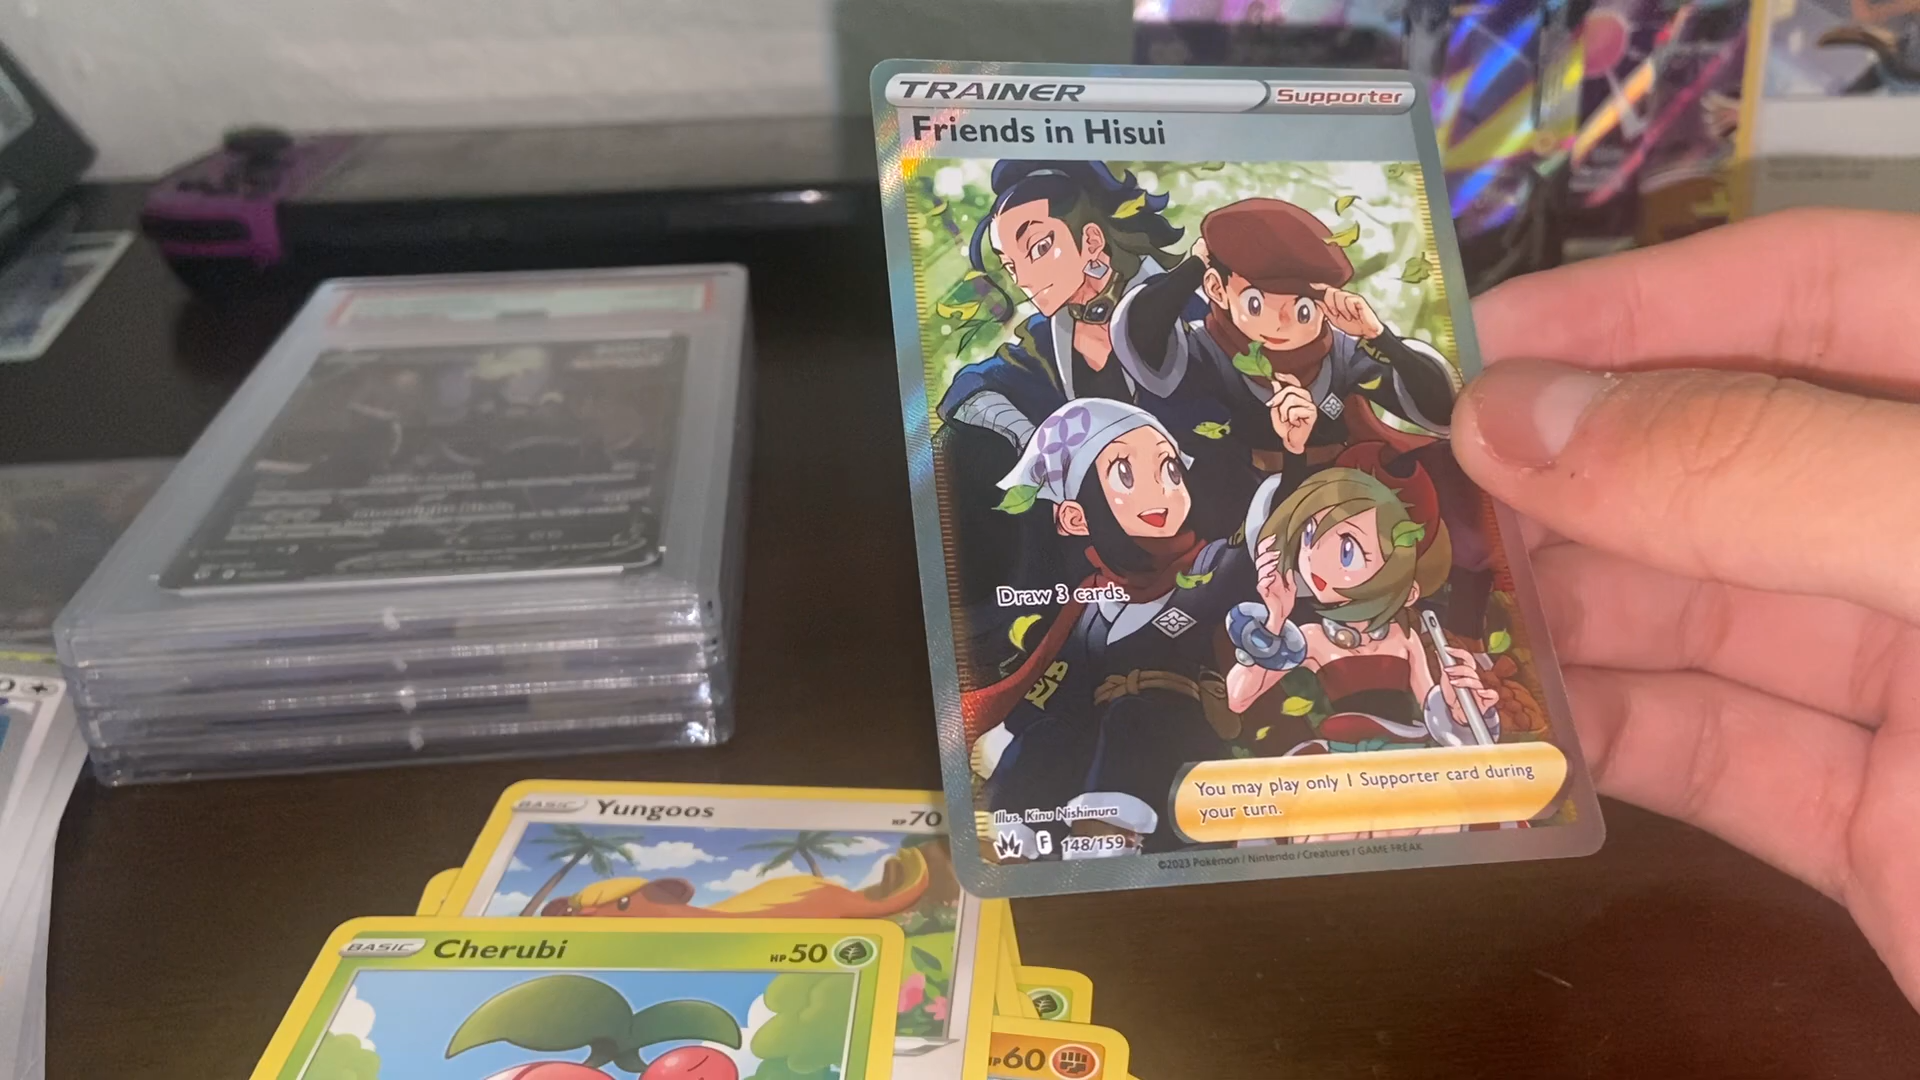 TRAINER
Supporter
Friends in Hisui
Draw 3 cards.
You may play only 1 Supporter card during
your turn.
Illus. Kinu Nishimura
F 148/159
©2023 Pokémon / Nintendo / Creatures / GAME FREAK
BASIC Yungoos HP 70
BASIC Cherubi HP 50
HP 60